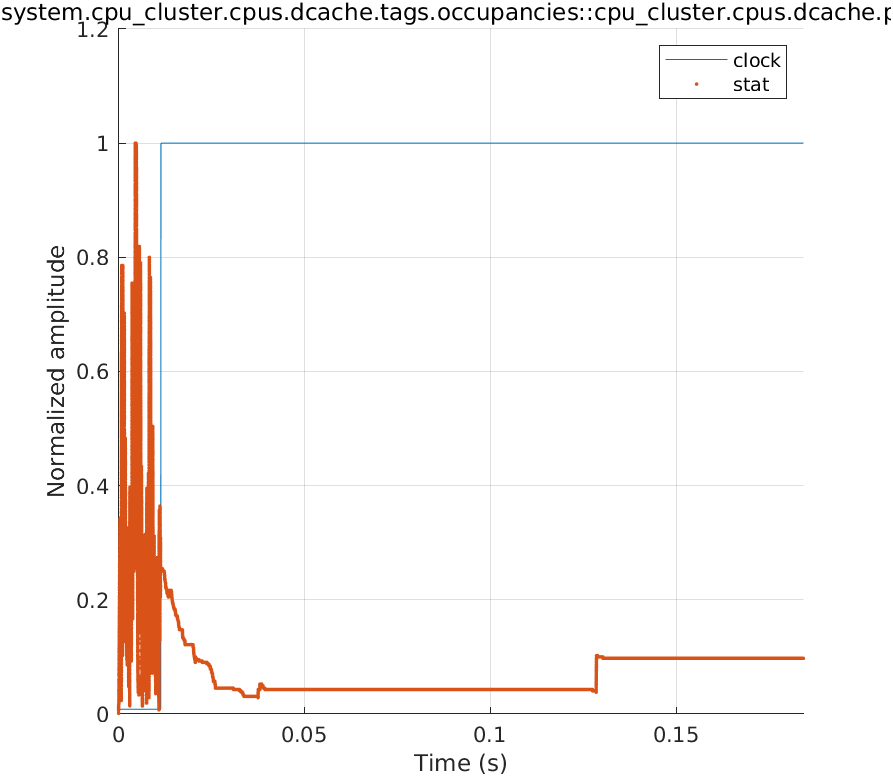 system.cpu_cluster.cpus.dcache.tags.occupancies::cpu_cluster.cpus.dcache.p
1.2
1
0.8
0.6
0.4
0.2
0
Normalized amplitude
clock
stat
0
0.05
0.1
0.15
Time (s)